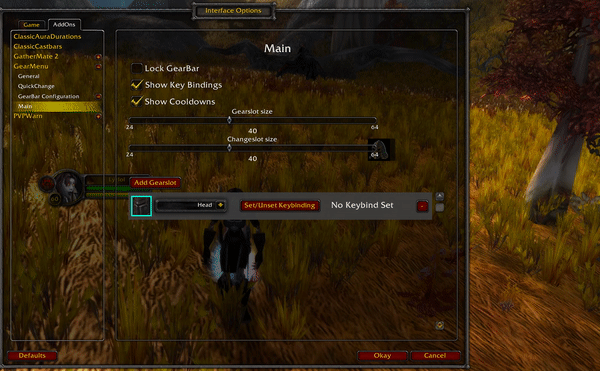 Interface Options
Game AddOns
ClassicAuraDurations
ClassicCastbars
GatherMate 2
GearMenu
General
QuickChange
GearBar Configuration
Main
PVPWarn
Main
Lock GearBar
Show Key Bindings
Show Cooldowns
Gearslot size
24 40 64
Changeslot size
24 40 64
Add Gearslot
Head Set/Unset Keybinding No Keybind Set
60
Defaults Okay Cancel